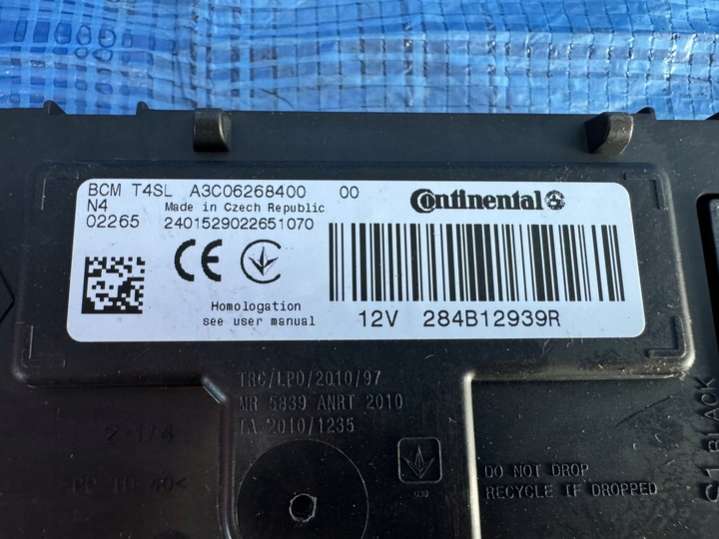 BCM T4SL A3C06268400 00
N4 Made in Czech Republic
02265 2401529022651070
Continental
CE
Homologation
see user manual
12V 284B12939R
TRC/LPD/2010/97
MR 5839 ANRT 2010
TA 2010/1235
DO NOT DROP
RECYCLE IF DROPPED
BLACK